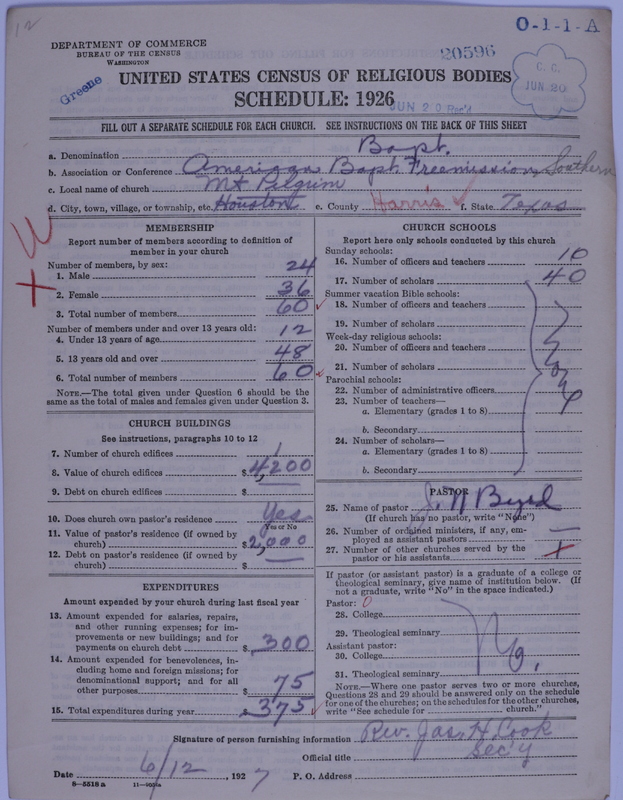 12
O-1-1-A
DEPARTMENT OF COMMERCE
BUREAU OF THE CENSUS
WASHINGTON
20596
C. C.
JUN 20
Greene
UNITED STATES CENSUS OF RELIGIOUS BODIES
SCHEDULE: 1926
JUN 20 Rec'd
FILL OUT A SEPARATE SCHEDULE FOR EACH CHURCH. SEE INSTRUCTIONS ON THE BACK OF THIS SHEET
a. Denomination Bapt.
b. Association or Conference American Bapt Freemission, Southern
c. Local name of church Mt Pelgrim
d. City, town, village, or township, etc. Houston e. County Harris f. State Texas
MEMBERSHIP
Report number of members according to definition of
member in your church
Number of members, by sex:
1. Male 24
2. Female 36
3. Total number of members 60
Number of members under and over 13 years old:
4. Under 13 years of age 12
5. 13 years old and over 48
6. Total number of members 60
NOTE.—The total given under Question 6 should be
same as the total of males and females given under Question 3.
CHURCH BUILDINGS
See instructions, paragraphs 10 to 12
7. Number of church edifices 1
8. Value of church edifices $4,200
9. Debt on church edifices $ —
10. Does church own pastor's residence Yes
Yes or No
11. Value of pastor's residence (if owned by
church) $2,000
12. Debt on pastor's residence (if owned by
church) $ —
EXPENDITURES
Amount expended by your church during last fiscal year
13. Amount expended for salaries, repairs,
and other running expenses; for im-
provements or new buildings; and for
payments on church debt $ 300
14. Amount expended for benevolences, in-
cluding home and foreign missions; for
denominational support; and for all
other purposes $ 75
15. Total expenditures during year $375
CHURCH SCHOOLS
Report here only schools conducted by this church
Sunday schools:
16. Number of officers and teachers 10
17. Number of scholars 40
Summer vacation Bible schools:
18. Number of officers and teachers
19. Number of scholars
Week-day religious schools:
20. Number of officers and teachers
21. Number of scholars
Parochial schools:
22. Number of administrative officers
23. Number of teachers—
a. Elementary (grades 1 to 8)
b. Secondary
24. Number of scholars—
a. Elementary (grades 1 to 8)
b. Secondary
None
PASTOR
25. Name of pastor J. N Byrd
(If church has no pastor, write "None")
26. Number of ordained ministers, if any, em-
ployed as assistant pastors —
27. Number of other churches served by the
pastor or his assistants
If pastor (or assistant pastor) is a graduate of a college or
theological seminary, give name of institution below. (If
not a graduate, write "No" in the space indicated.)
Pastor: 0
28. College
29. Theological seminary
Assistant pastor:
30. College
31. Theological seminary
No.
NOTE.—Where one pastor serves two or more churches,
Questions 28 and 29 should be answered only on the schedule
for one of the churches; on the schedules for the other churches,
write "See schedule for church."
Signature of person furnishing information Rev. Jas. H. Cook
Official title Sec'y
Date 6/12, 1927 P. O. Address
8—5518 a